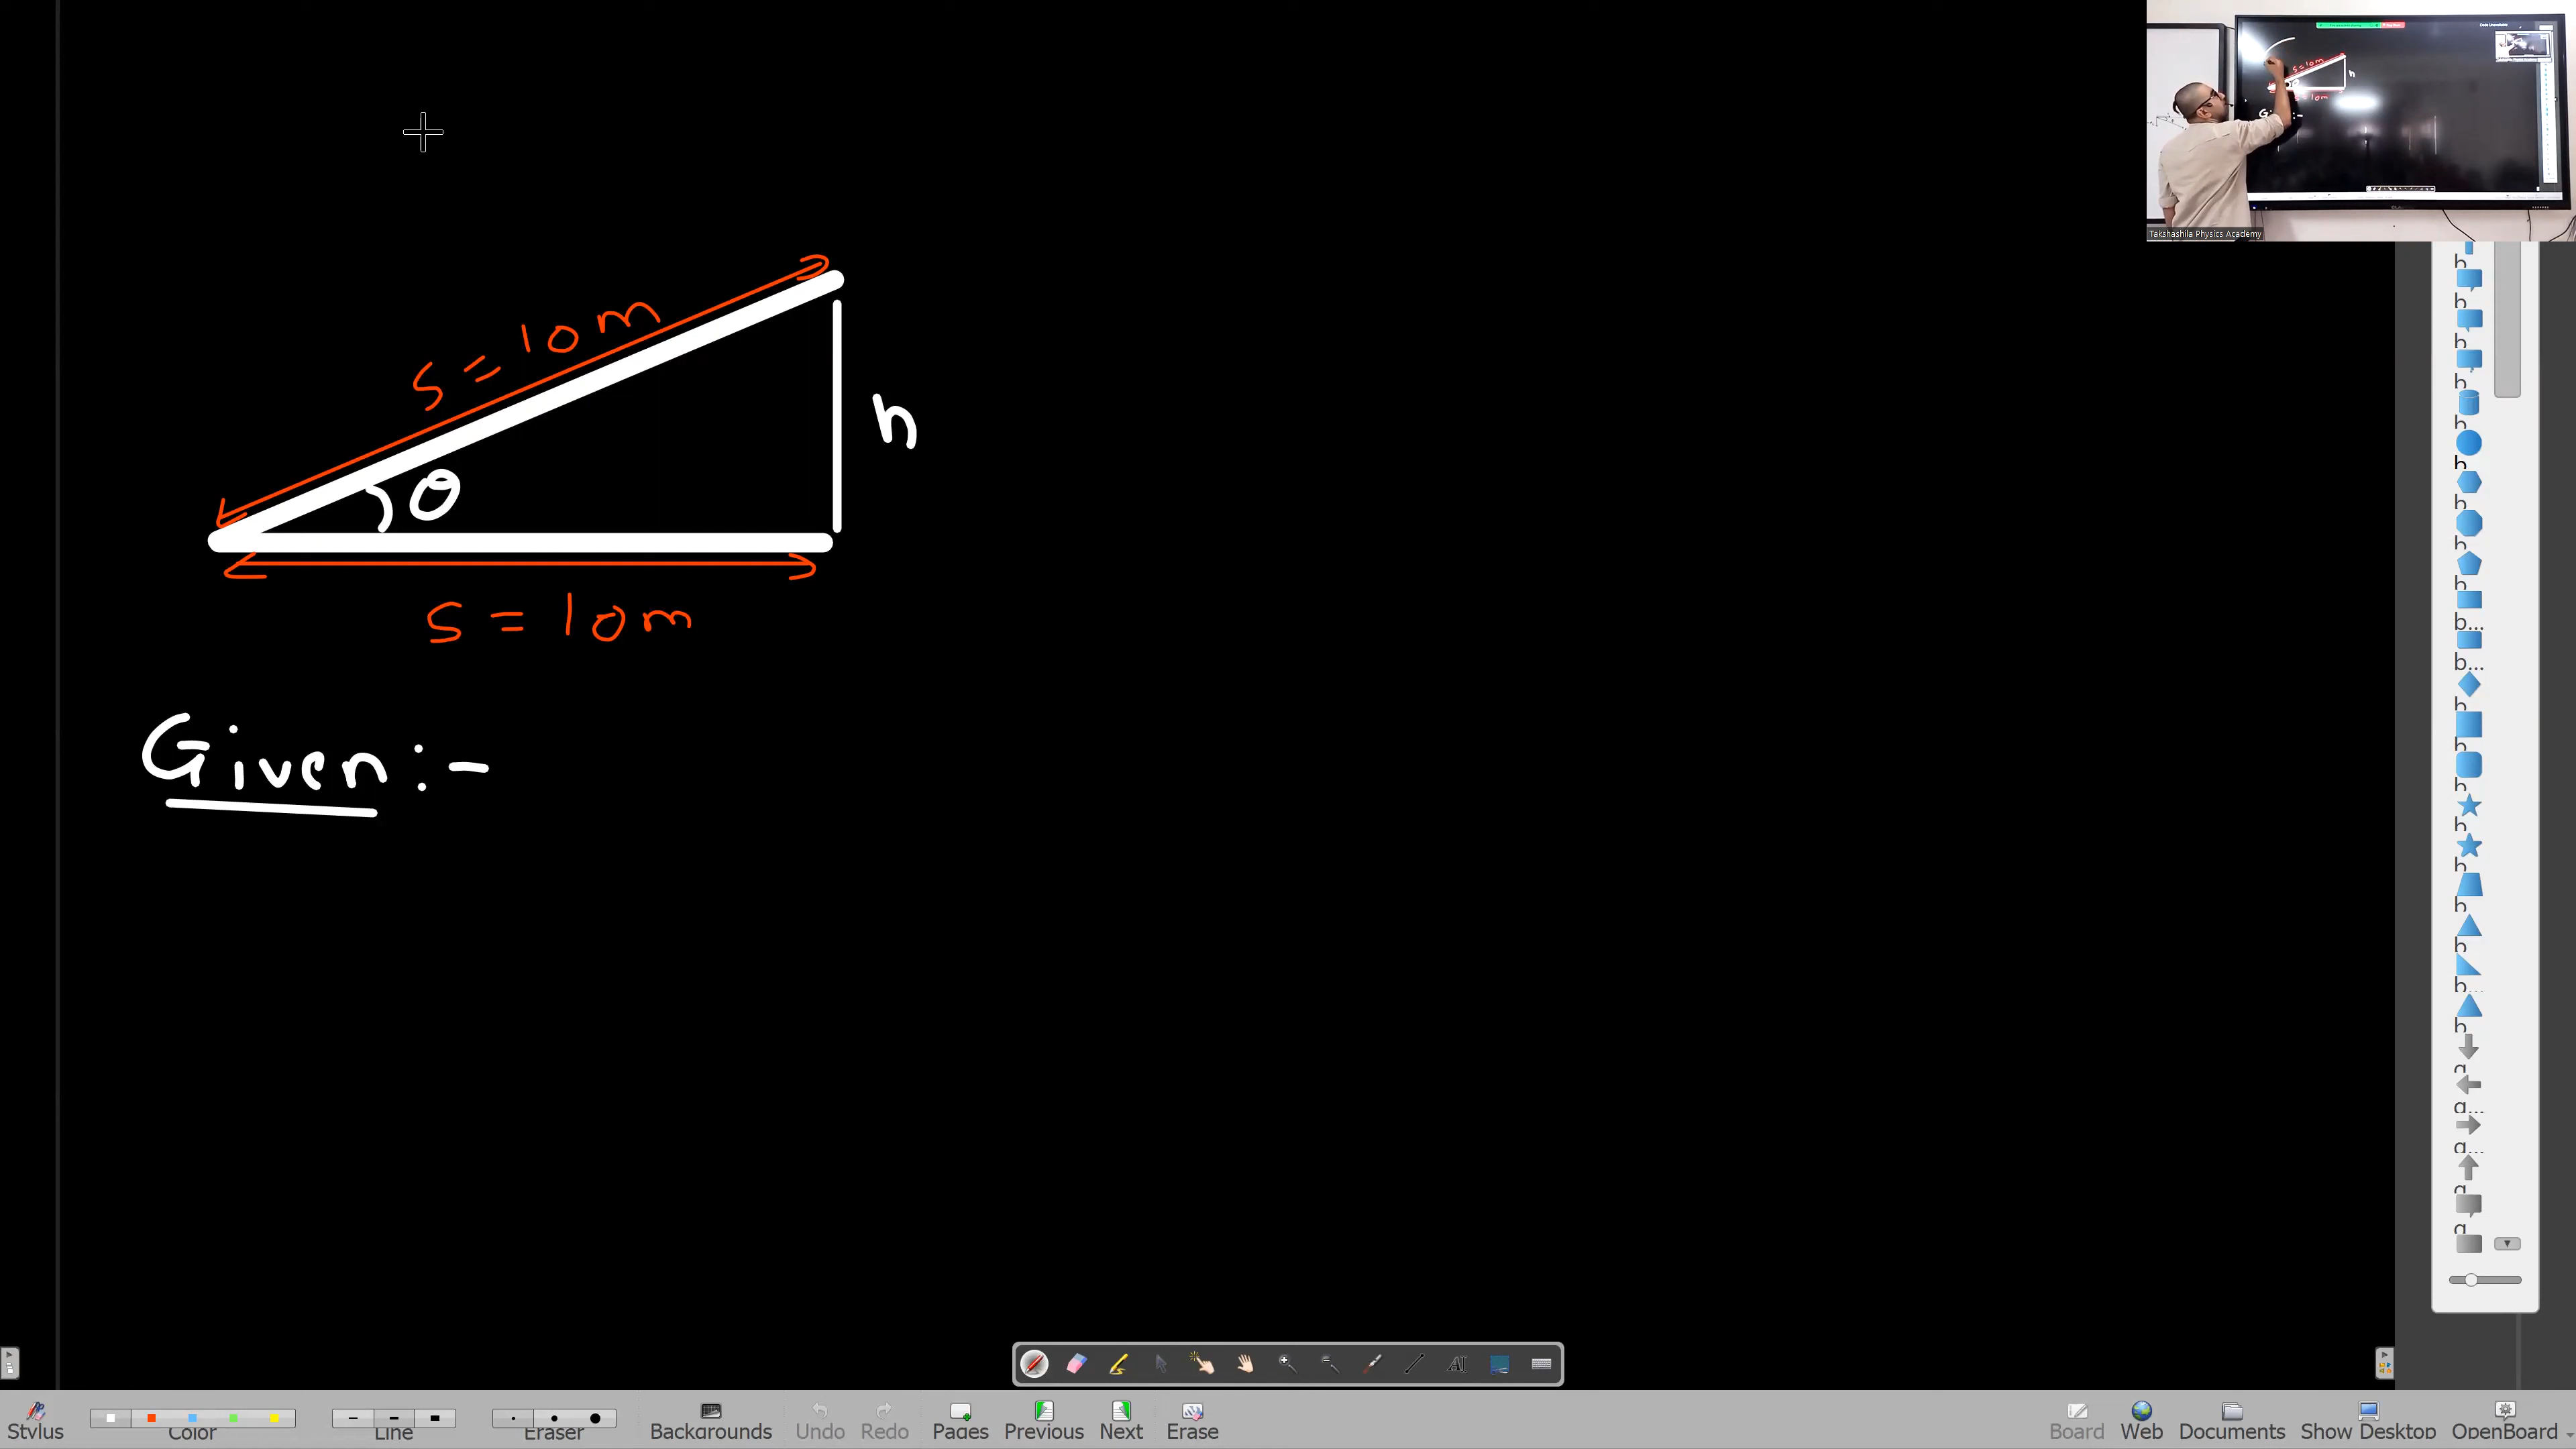 Takshashila Physics Academy
s = 10 m
h
θ
s = 10 m
Given :-
Stylus
Color
Line
Eraser
Backgrounds
Undo
Redo
Pages
Previous
Next
Erase
Board
Web
Documents
Show Desktop
OpenBoard